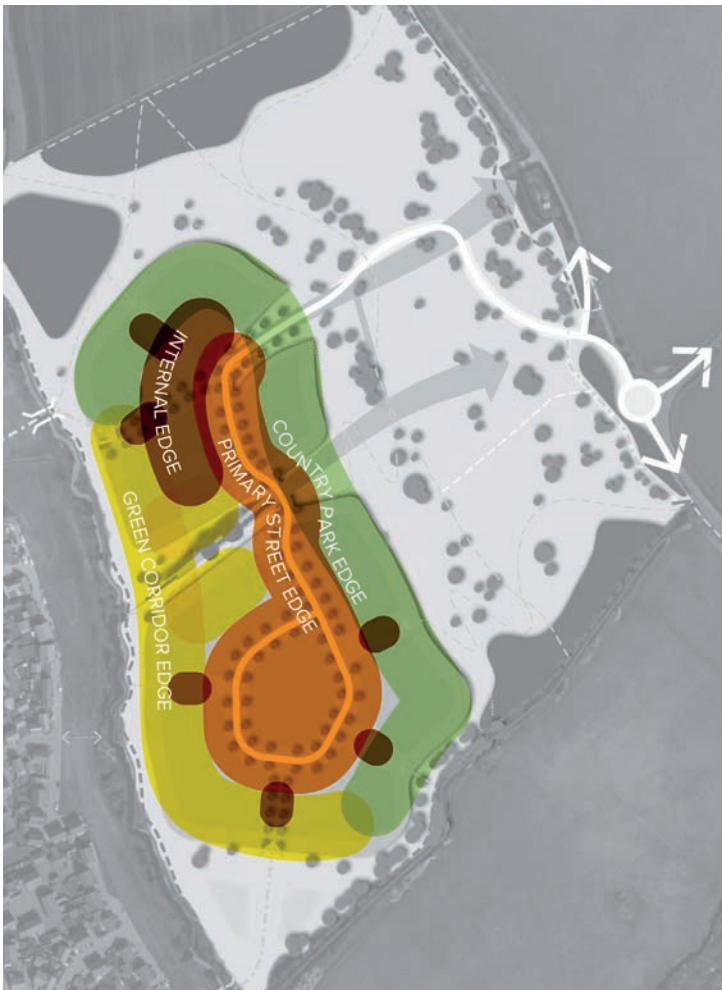 INTERNAL EDGE
COUNTRY PARK EDGE
PRIMARY STREET EDGE
GREEN CORRIDOR EDGE